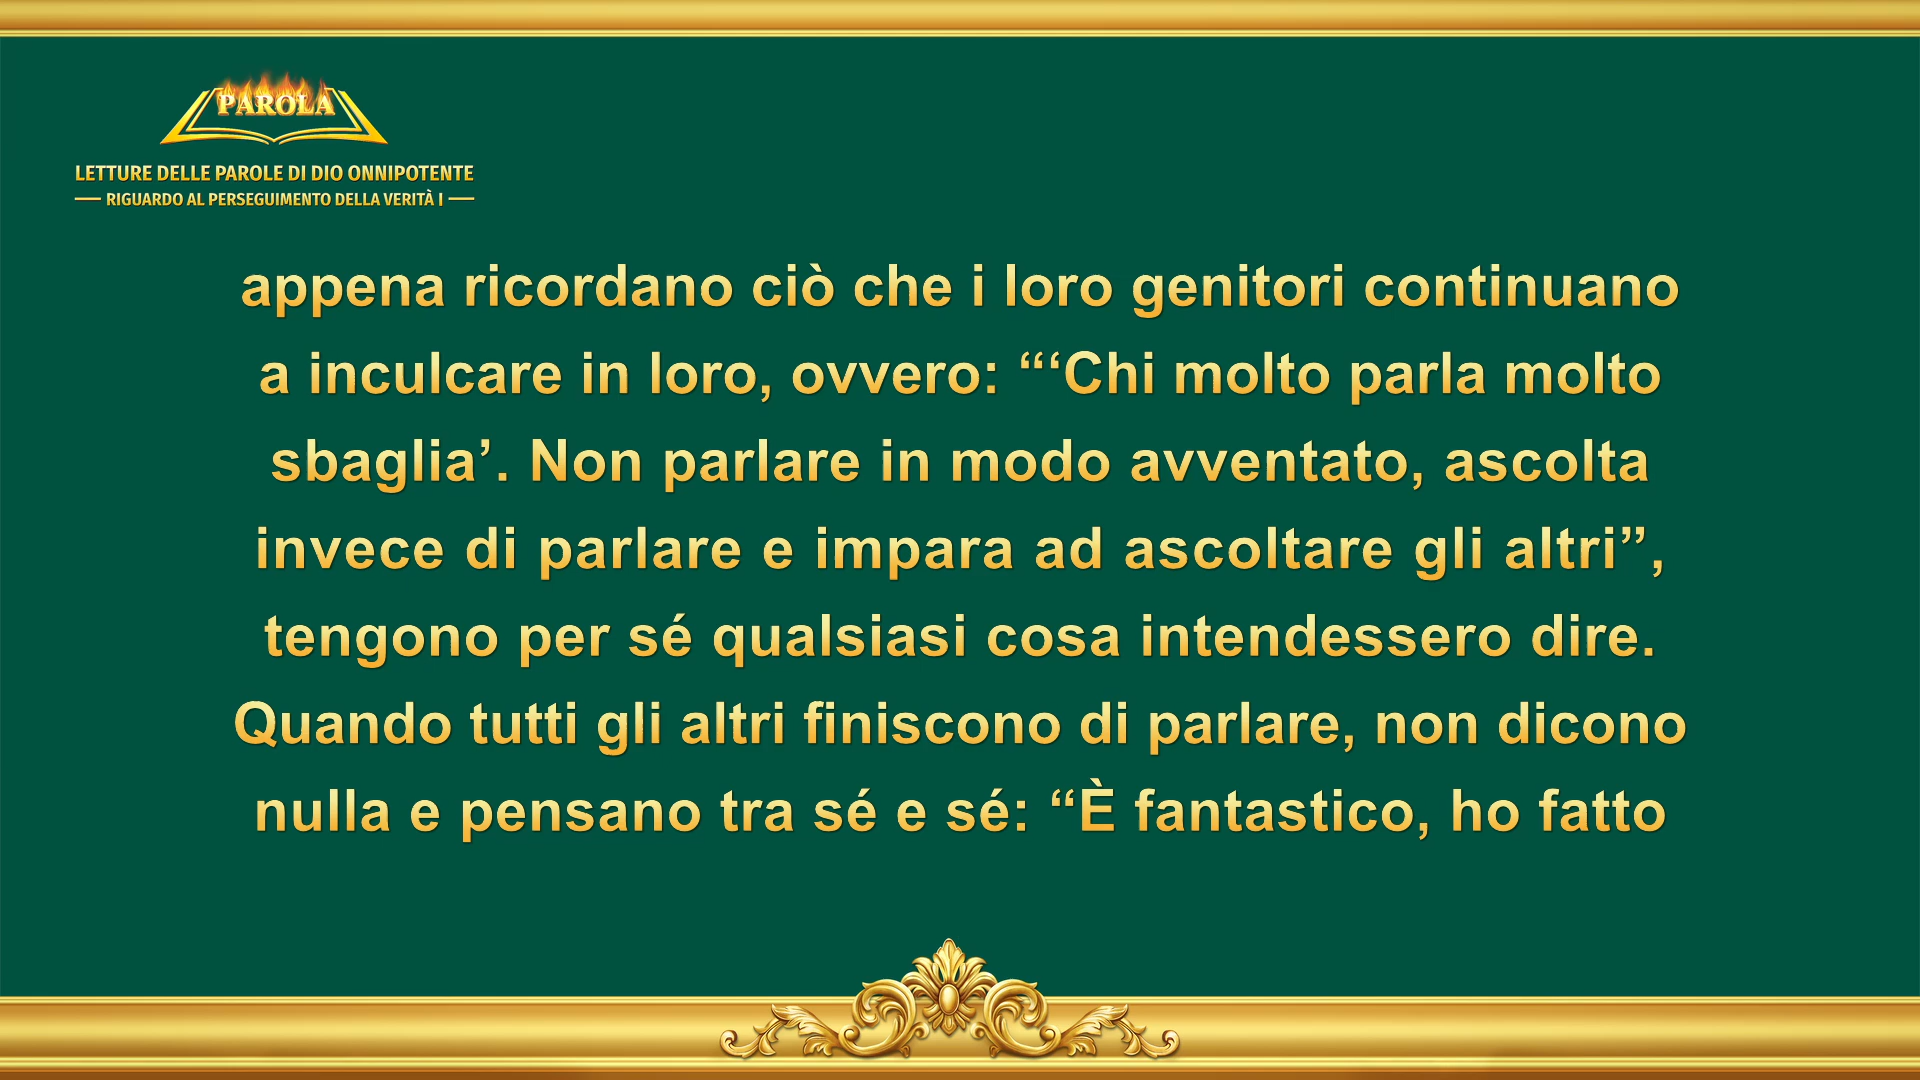 PAROLA
LETTURE DELLE PAROLE DI DIO ONNIPOTENTE
RIGUARDO AL PERSEGUIMENTO DELLA VERITÀ I
appena ricordano ciò che i loro genitori continuano
a inculcare in loro, ovvero: “‘Chi molto parla molto
sbaglia’. Non parlare in modo avventato, ascolta
invece di parlare e impara ad ascoltare gli altri”,
tengono per sé qualsiasi cosa intendessero dire.
Quando tutti gli altri finiscono di parlare, non dicono
nulla e pensano tra sé e sé: “È fantastico, ho fatto